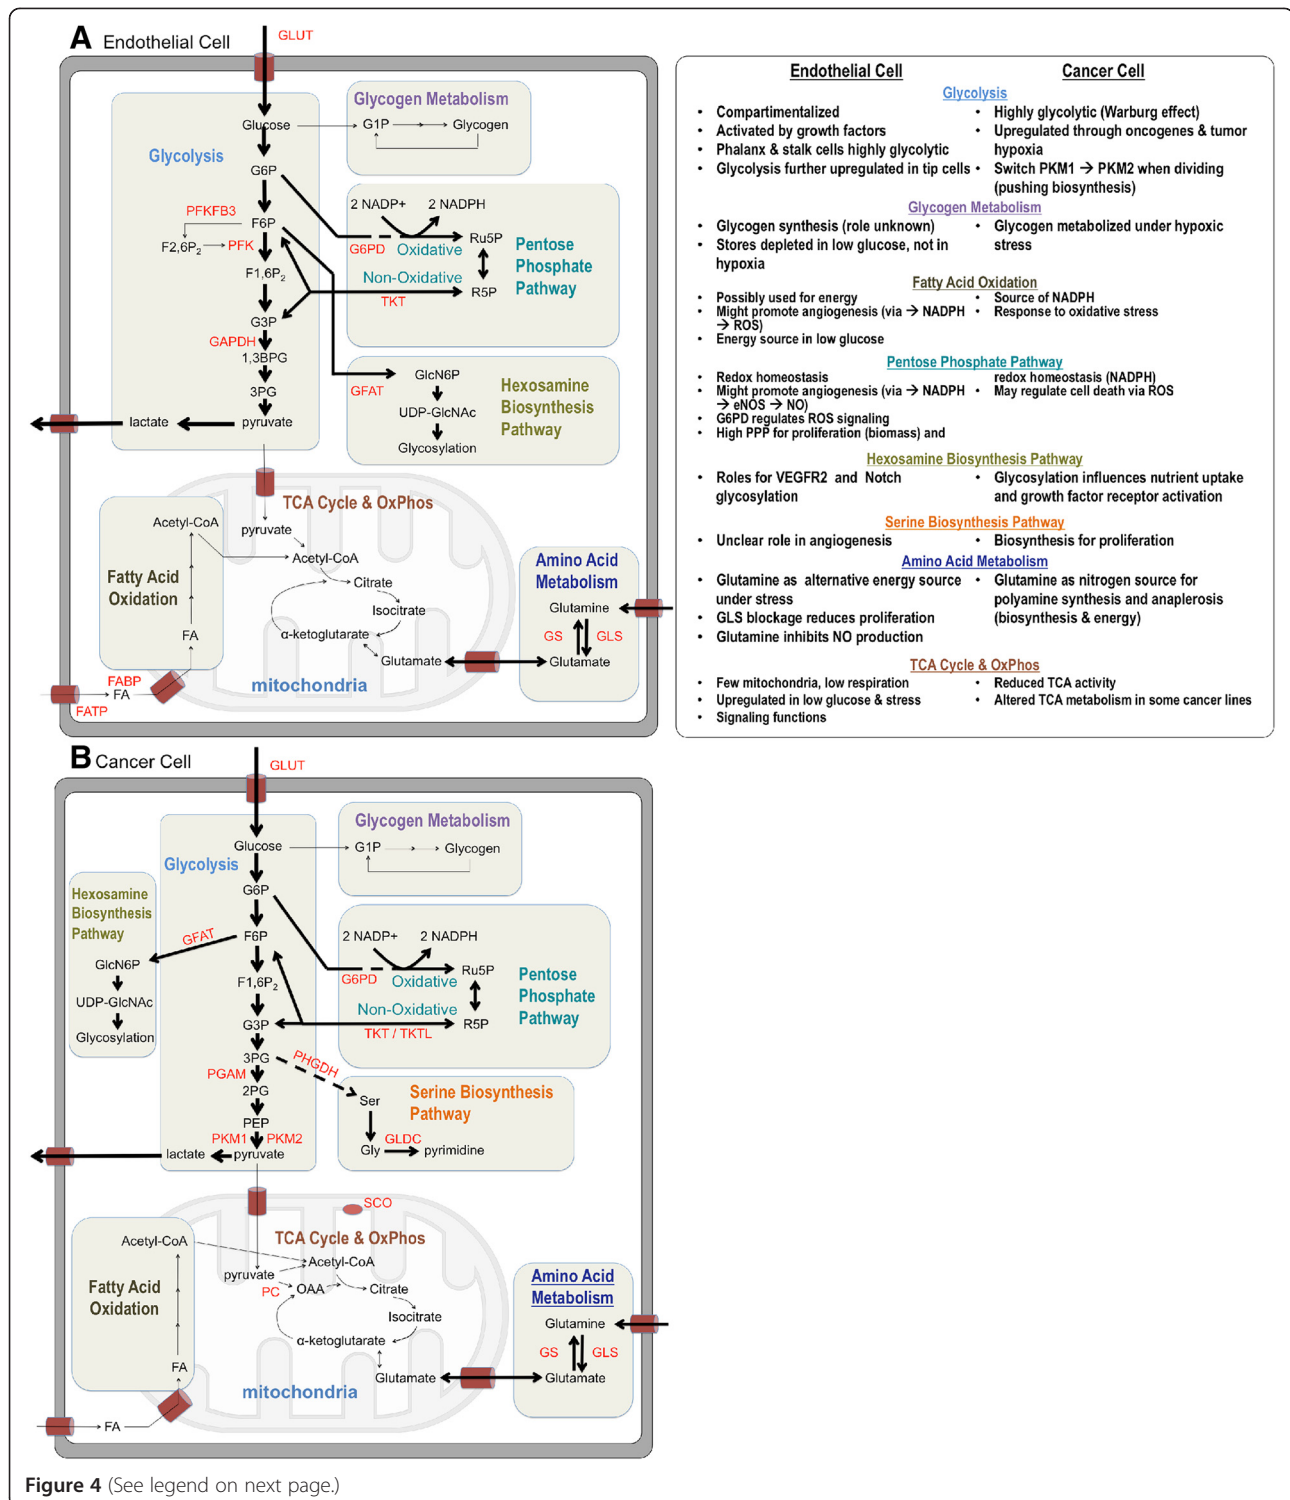 A Endothelial Cell
GLUT
Glycogen Metabolism
Glucose
G1P
Glycogen
Glycolysis
G6P
2 NADP+ 2 NADPH
PFKFB3
F6P
G6PD
Oxidative
Ru5P
F2,6P2
PFK
Pentose
Phosphate
Pathway
F1,6P2
Non-Oxidative
R5P
TKT
G3P
GAPDH
1,3BPG
3PG
GFAT
GlcN6P
UDP-GlcNAc
Glycosylation
Hexosamine
Biosynthesis
Pathway
lactate
pyruvate
TCA Cycle & OxPhos
Acetyl-CoA
pyruvate
Acetyl-CoA
Fatty Acid
Oxidation
Citrate
Isocitrate
α-ketoglutarate
Glutamate
FA
FABP
FA
FATP
mitochondria
Amino Acid
Metabolism
Glutamine
GS
GLS
Glutamate
Endothelial Cell
Cancer Cell
Glycolysis
• Compartimentalized
• Activated by growth factors
• Phalanx & stalk cells highly glycolytic
• Glycolysis further upregulated in tip cells
• Highly glycolytic (Warburg effect)
• Upregulated through oncogenes & tumor
hypoxia
• Switch PKM1 → PKM2 when dividing
(pushing biosynthesis)
Glycogen Metabolism
• Glycogen synthesis (role unknown)
• Stores depleted in low glucose, not in
hypoxia
• Glycogen metabolized under hypoxic
stress
Fatty Acid Oxidation
• Possibly used for energy
• Might promote angiogenesis (via → NADPH
→ ROS)
• Energy source in low glucose
• Source of NADPH
• Response to oxidative stress
Pentose Phosphate Pathway
• Redox homeostasis
• Might promote angiogenesis (via → NADPH
→ eNOS → NO)
• G6PD regulates ROS signaling
• High PPP for proliferation (biomass) and
redox homeostasis (NADPH)
• May regulate cell death via ROS
Hexosamine Biosynthesis Pathway
• Roles for VEGFR2 and Notch
glycosylation
• Glycosylation influences nutrient uptake
and growth factor receptor activation
Serine Biosynthesis Pathway
• Unclear role in angiogenesis
• Biosynthesis for proliferation
Amino Acid Metabolism
• Glutamine as alternative energy source
under stress
• GLS blockage reduces proliferation
• Glutamine inhibits NO production
• Glutamine as nitrogen source for
polyamine synthesis and anaplerosis
(biosynthesis & energy)
TCA Cycle & OxPhos
• Few mitochondria, low respiration
• Upregulated in low glucose & stress
• Signaling functions
• Reduced TCA activity
• Altered TCA metabolism in some cancer lines
B Cancer Cell
GLUT
Glycogen Metabolism
Glucose
G1P
Glycogen
Glycolysis
G6P
Hexosamine
Biosynthesis
Pathway
GFAT
GlcN6P
UDP-GlcNAc
Glycosylation
F6P
2 NADP+ 2 NADPH
G6PD
Oxidative
Ru5P
Pentose
Phosphate
Pathway
F1,6P2
Non-Oxidative
G3P
R5P
TKT / TKTL
3PG
PHGDH
PGAM
2PG
PEP
PKM1
PKM2
lactate
pyruvate
Serine Biosynthesis
Pathway
Ser
GLDC
Gly
pyrimidine
SCO
TCA Cycle & OxPhos
Acetyl-CoA
Fatty Acid
Oxidation
Acetyl-CoA
pyruvate
PC
OAA
Citrate
Isocitrate
α-ketoglutarate
Glutamate
FA
FA
mitochondria
Amino Acid
Metabolism
Glutamine
GS
GLS
Glutamate
Figure 4 (See legend on next page.)